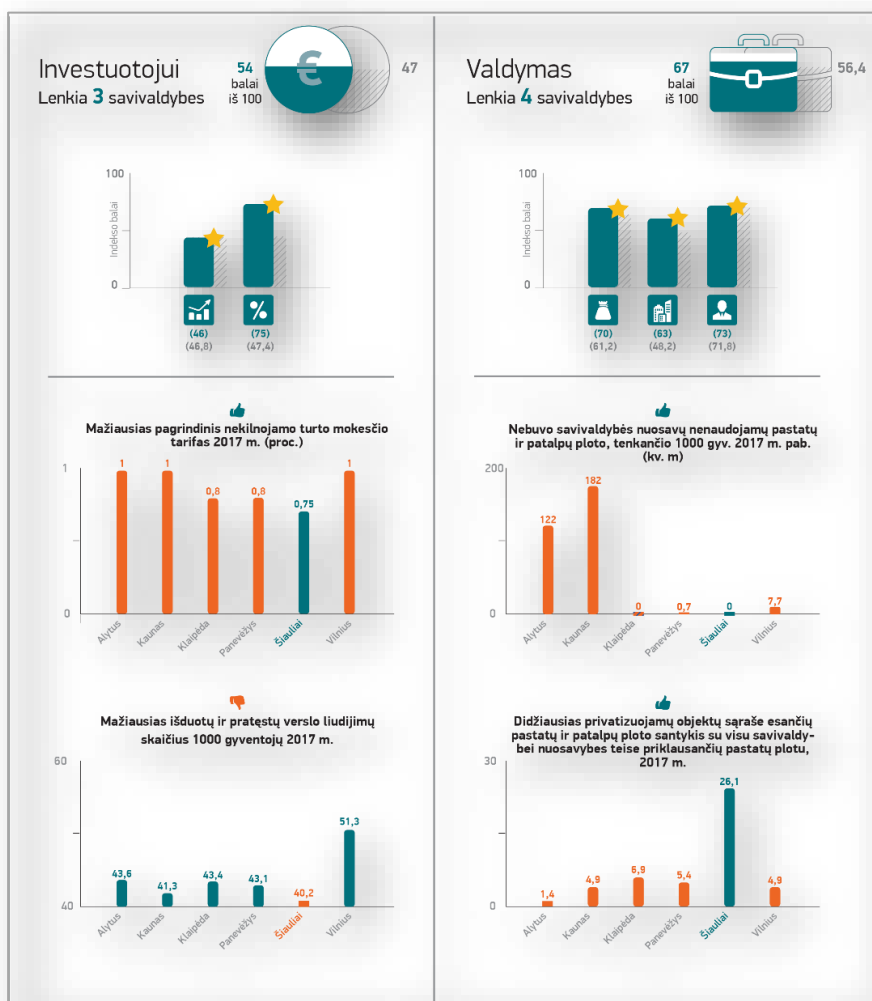 Investuotojui
Lenkia 3 savivaldybes
54
balai
iš 100
€
47
100
Indekso balai
0
%
(46) (75)
(46,8) (47,4)
Mažiausias pagrindinis nekilnojamo turto mokesčio
tarifas 2017 m. (proc.)
1
0
1 1 0,8 0,8 0,75 1
Alytus Kaunas Klaipėda Panevėžys Šiauliai Vilnius
Mažiausias išduotų ir pratęstų verslo liudijimų
skaičius 1000 gyventojų 2017 m.
60
40
43,6 41,3 43,4 43,1 40,2 51,3
Alytus Kaunas Klaipėda Panevėžys Šiauliai Vilnius
Valdymas
Lenkia 4 savivaldybes
67
balai
iš 100
56,4
100
Indekso balai
0
(70) (63) (73)
(61,2) (48,2) (71,8)
Nebuvo savivaldybės nuosavų nenaudojamų pastatų
ir patalpų ploto, tenkančio 1000 gyv. 2017 m. pab.
(kv. m)
200
0
122 182 0 0,7 0 7,7
Alytus Kaunas Klaipėda Panevėžys Šiauliai Vilnius
Didžiausias privatizuojamų objektų sąraše esančių
pastatų ir patalpų ploto santykis su visu savivaldy-
bei nuosavybes teise priklausančių pastatų plotu,
2017 m.
30
0
1,4 4,9 6,9 5,4 26,1 4,9
Alytus Kaunas Klaipėda Panevėžys Šiauliai Vilnius